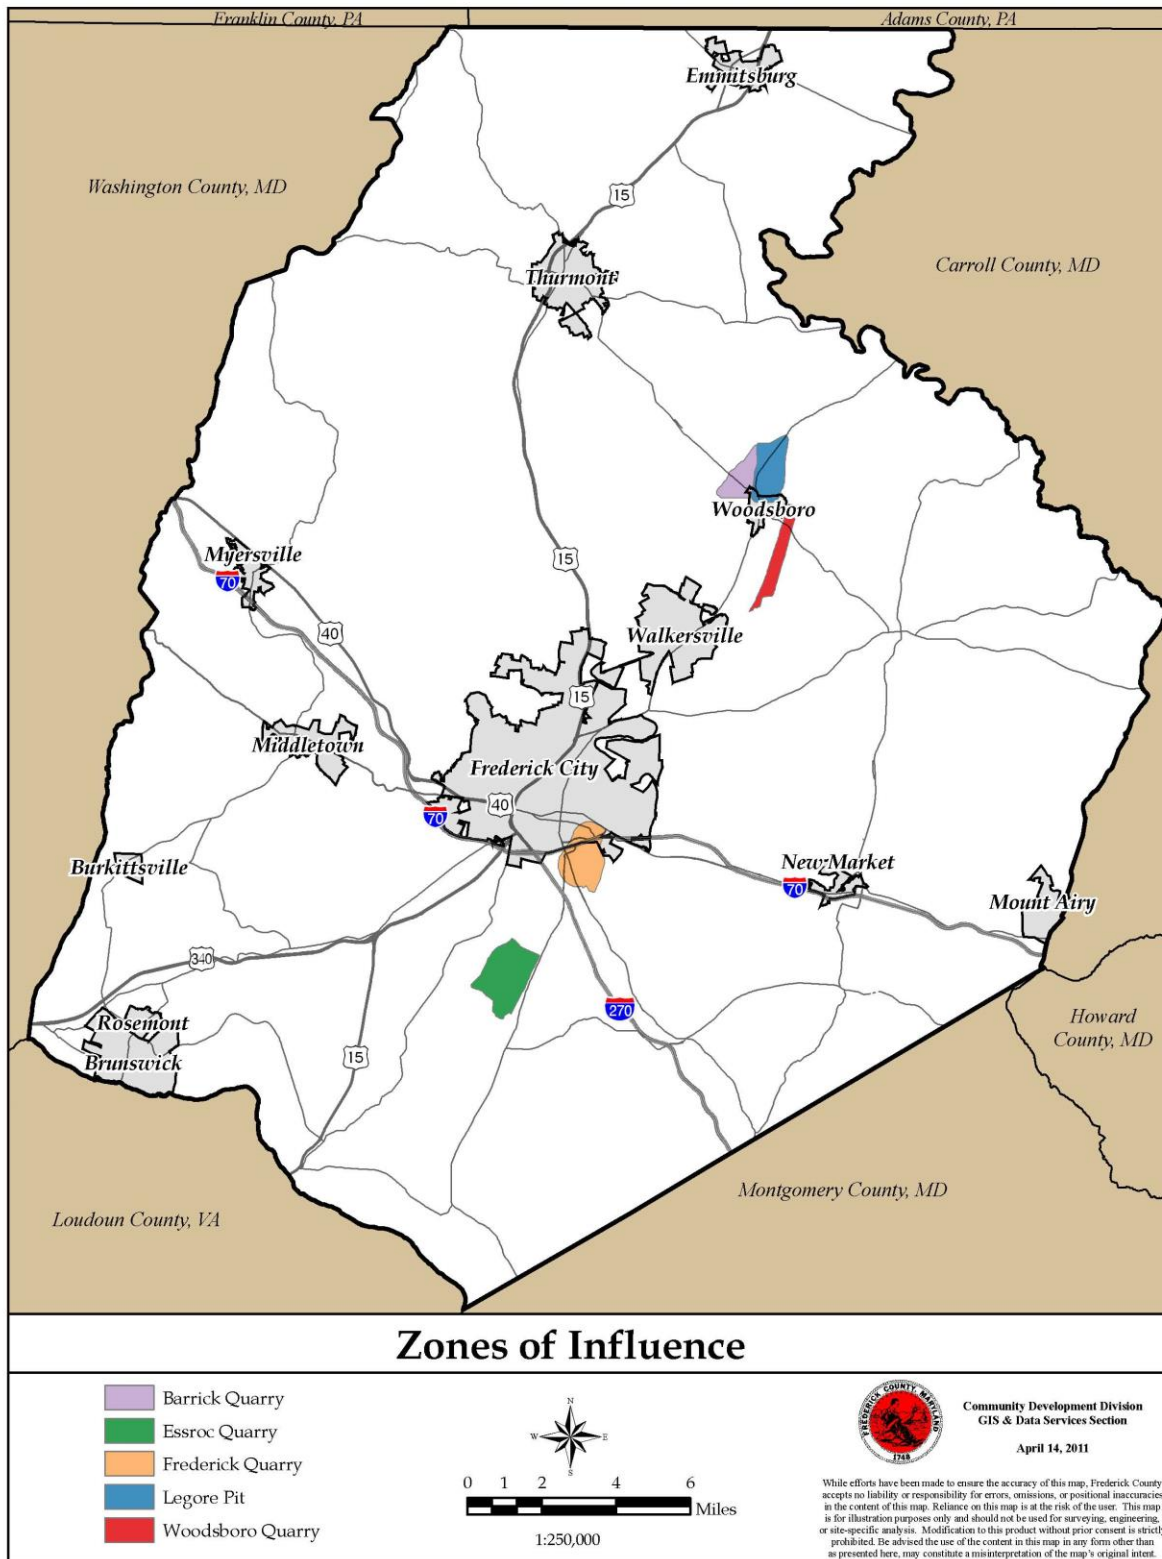 Franklin County, PA
Adams County, PA
Emmitsburg
Washington County, MD
15
Carroll County, MD
Thurmont
Woodsboro
Myersville
70
15
40
Walkersville
15
Middletown
Frederick City
40
70
Burkittsville
New Market
70
Mount Airy
340
270
Rosemont
Howard
County, MD
Brunswick
15
Montgomery County, MD
Loudoun County, VA
Zones of Influence
Barrick Quarry
Essroc Quarry
Frederick Quarry
Legore Pit
Woodsboro Quarry
N
W
E
S
0 1 2 4 6
Miles
1:250,000
FREDERICK COUNTY, MARYLAND
1748
Community Development Division
GIS & Data Services Section
April 14, 2011
While efforts have been made to ensure the accuracy of this map, Frederick County
accepts no liability or responsibility for errors, omissions, or positional inaccuracies
in the content of this map. Reliance on this map is at the risk of the user. This map
is for illustration purposes only and should not be used for surveying, engineering,
or site-specific analysis. Modification to this product without prior consent is strictly
prohibited. Be advised the use of the content in this map in any form other than
as presented here, may constitute a misinterpretation of the map's original intent.